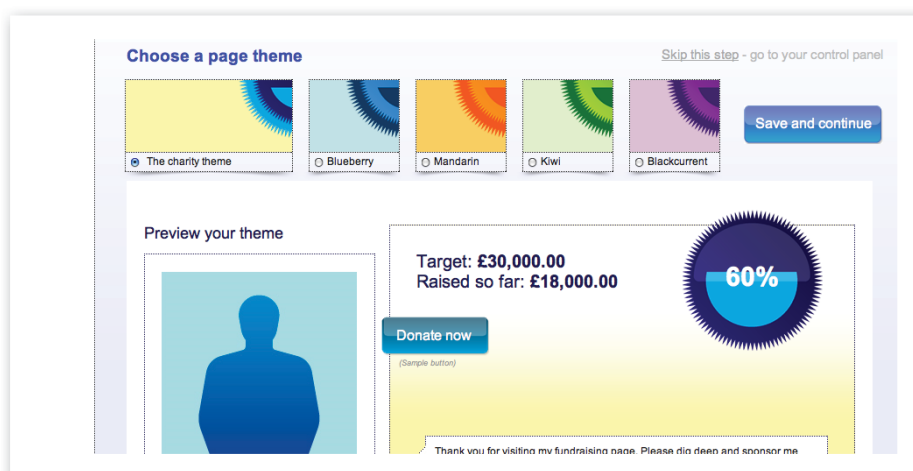 Choose a page theme
Skip this step - go to your control panel
The charity theme
Blueberry
Mandarin
Kiwi
Blackcurrent
Save and continue
Preview your theme
Target: £30,000.00
Raised so far: £18,000.00
60%
Donate now
(Sample button)
Thank you for visiting my fundraising page. Please dig deep and sponsor me